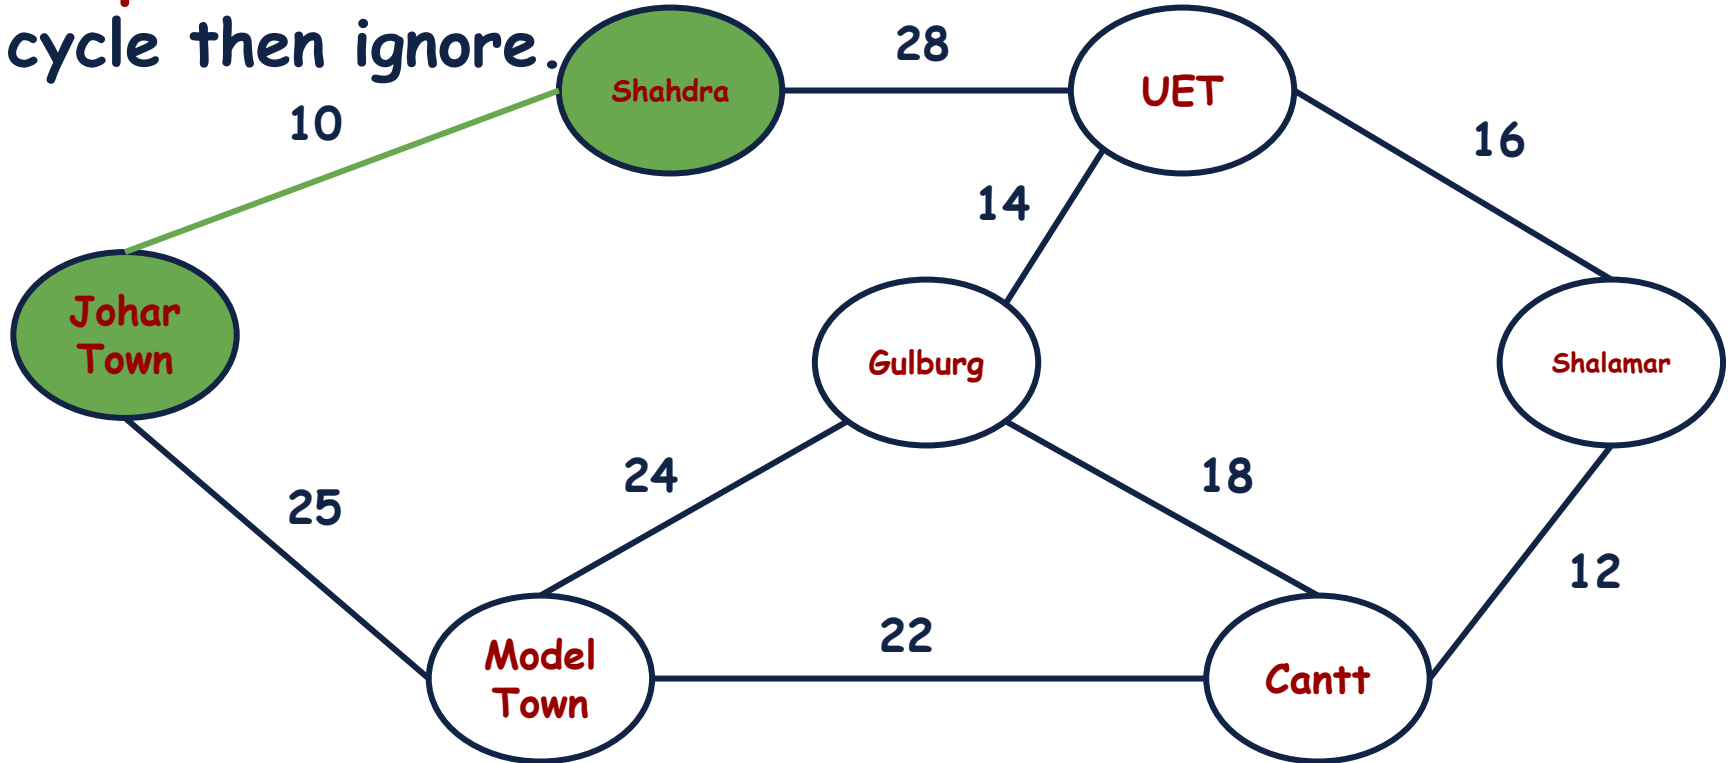 cycle then ignore.
28
Shahdra
UET
10
16
14
Johar
Town
Gulburg
Shalamar
24
18
25
12
22
Model
Town
Cantt